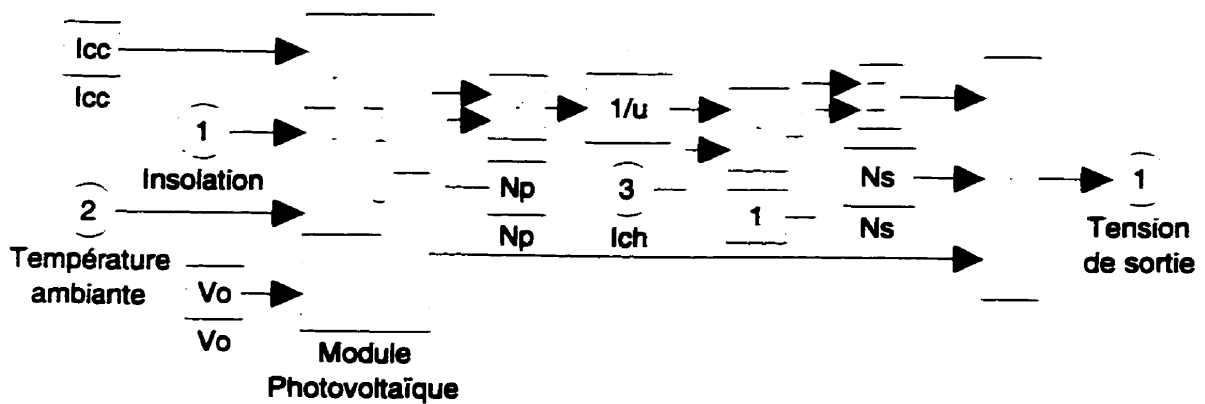 Icc
Icc
1
Insolation
2
Température
ambiante
Vo
Vo
Module
Photovoltaïque
Np
Np
1/u
3
Ich
1
Ns
Ns
1
Tension
de sortie